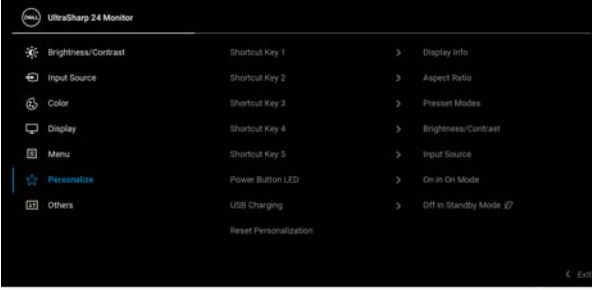 DELL
UltraSharp 24 Monitor
Brightness/Contrast
Shortcut Key 1
Display Info
Input Source
Shortcut Key 2
Aspect Ratio
Color
Shortcut Key 3
Presset Modes
Display
Shortcut Key 4
Brightness/Contrast
Menu
Shortcut Key 5
Input Source
Personalize
Power Button LED
On in On Mode
Others
USB Charging
Off in Standby Mode
Reset Personalization
Exit